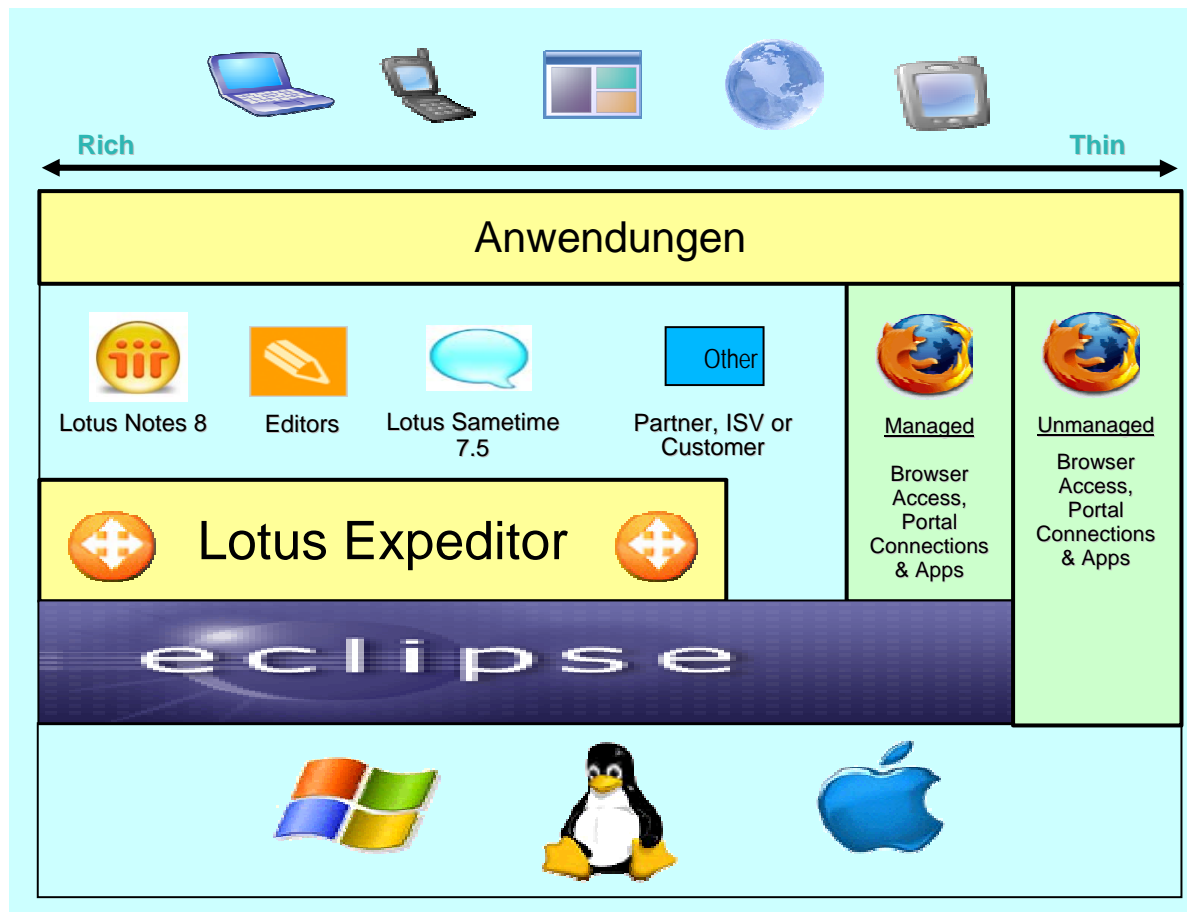 Rich
Thin
Anwendungen
Other
Lotus Notes 8
Editors
Lotus Sametime
7.5
Partner, ISV or
Customer
Managed
Browser
Access,
Portal
Connections
& Apps
Unmanaged
Browser
Access,
Portal
Connections
& Apps
Lotus Expeditor
eclipse